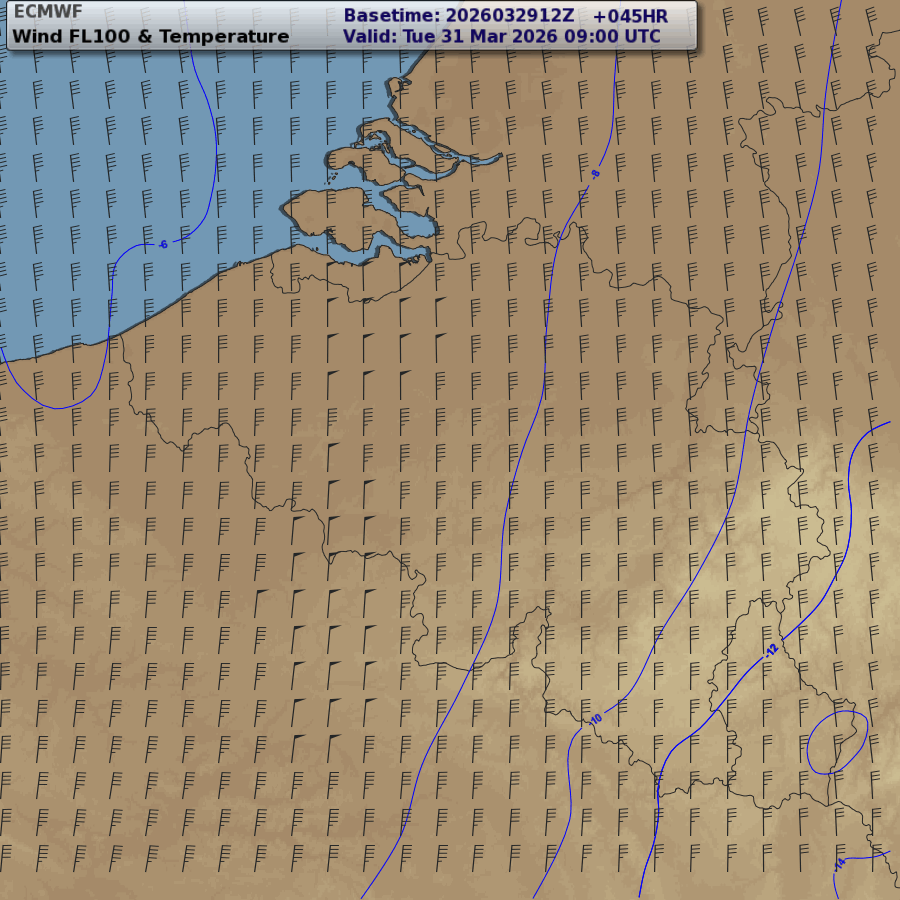 ECMWF
Basetime: 2026032912Z +045HR
Wind FL100 & Temperature
Valid: Tue 31 Mar 2026 09:00 UTC
-8
-6
-12
-10
-14